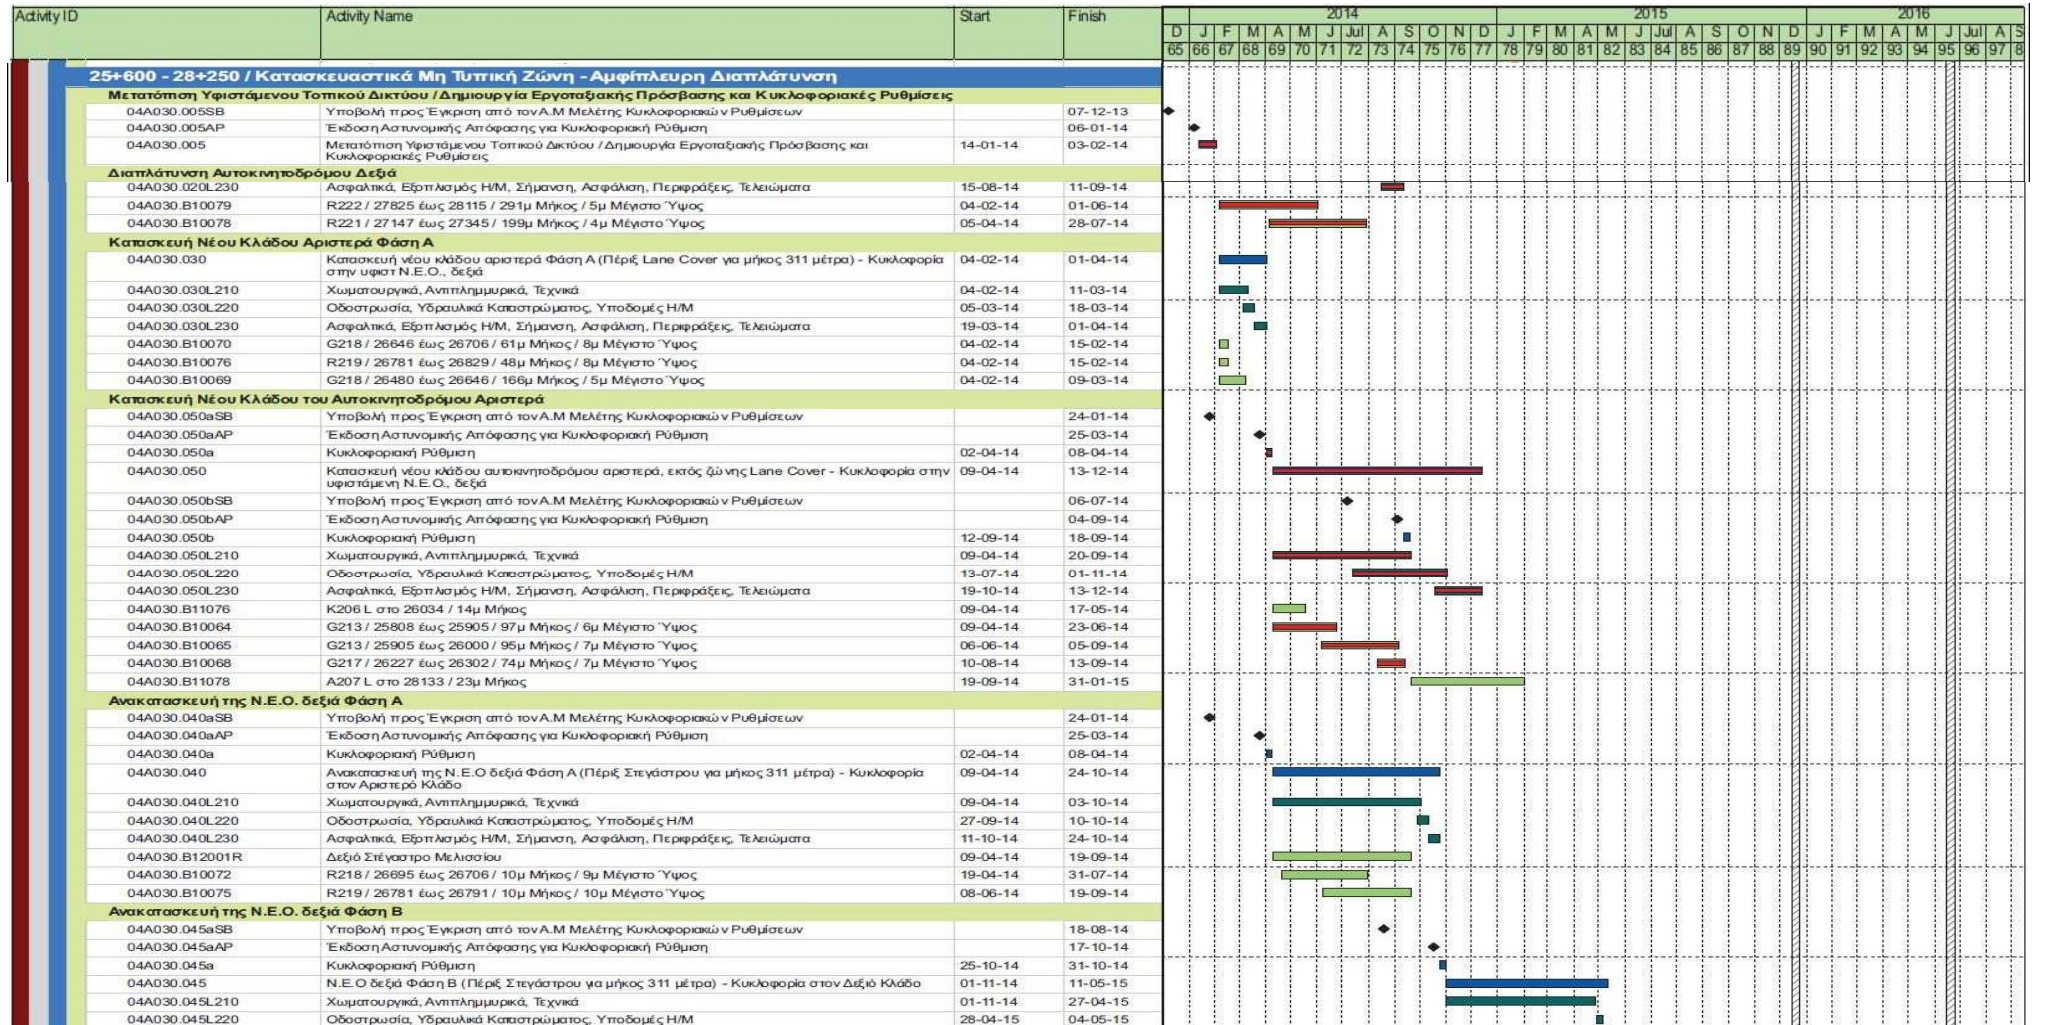 Activity ID Activity Name Start Finish 2014 2015 2016
D J F M A M J Jul A S O N D J F M A M J Jul A S O N D J F M A M J Jul A S
65 66 67 68 69 70 71 72 73 74 75 76 77 78 79 80 81 82 83 84 85 86 87 88 89 90 91 92 93 94 95 96 97 8
25+600 - 28+250 / Κατασκευαστικά Μη Τυπική Ζώνη - Αμφίπλευρη Διαπλάτυνση
Μετατόπιση Υφιστάμενου Τοπικού Δικτύου / Δημιουργία Εργοταξιακής Πρόσβασης και Κυκλοφοριακές Ρυθμίσεις
04A030.005SB Υποβολή προς Έγκριση από τον Α.Μ Μελέτης Κυκλοφοριακών Ρυθμίσεων 07-12-13
04A030.005AP Έκδοση Αστυνομικής Απόφασης για Κυκλοφοριακή Ρύθμιση 06-01-14
04A030.005 Μετατόπιση Υφιστάμενου Τοπικού Δικτύου / Δημιουργία Εργοταξιακής Πρόσβασης και 14-01-14 03-02-14
Κυκλοφοριακές Ρυθμίσεις
Διαπλάτυνση Αυτοκινητοδρόμου Δεξιά
04A030.020L230 Ασφαλτικά, Εξοπλισμός Η/Μ, Σήμανση, Ασφάλιση, Περιφράξεις, Τελειώματα 15-08-14 11-09-14
04A030.B10079 R222 / 27825 έως 28115 / 291μ Μήκος / 5μ Μέγιστο Ύψος 04-02-14 01-06-14
04A030.B10078 R221 / 27147 έως 27345 / 199μ Μήκος / 4μ Μέγιστο Ύψος 05-04-14 28-07-14
Κατασκευή Νέου Κλάδου Αριστερά Φάση Α
04A030.030 Κατασκευή νέου κλάδου αριστερά Φάση Α (Πέριξ Lane Cover για μήκος 311 μέτρα) - Κυκλοφορία 04-02-14 01-04-14
στην υφιστ Ν.Ε.Ο., δεξιά
04A030.030L210 Χωματουργικά, Αντιπλημμυρικά, Τεχνικά 04-02-14 11-03-14
04A030.030L220 Οδοστρωσία, Υδραυλικά Καταστρώματος, Υποδομές Η/Μ 05-03-14 18-03-14
04A030.030L230 Ασφαλτικά, Εξοπλισμός Η/Μ, Σήμανση, Ασφάλιση, Περιφράξεις, Τελειώματα 19-03-14 01-04-14
04A030.B10070 G218 / 26646 έως 26706 / 61μ Μήκος / 8μ Μέγιστο Ύψος 04-02-14 15-02-14
04A030.B10076 R219 / 26781 έως 26829 / 48μ Μήκος / 8μ Μέγιστο Ύψος 04-02-14 15-02-14
04A030.B10069 G218 / 26480 έως 26646 / 166μ Μήκος / 5μ Μέγιστο Ύψος 04-02-14 09-03-14
Κατασκευή Νέου Κλάδου του Αυτοκινητοδρόμου Αριστερά
04A030.050aSB Υποβολή προς Έγκριση από τον Α.Μ Μελέτης Κυκλοφοριακών Ρυθμίσεων 24-01-14
04A030.050aAP Έκδοση Αστυνομικής Απόφασης για Κυκλοφοριακή Ρύθμιση 25-03-14
04A030.050a Κυκλοφοριακή Ρύθμιση 02-04-14 08-04-14
04A030.050 Κατασκευή νέου κλάδου αυτοκινητοδρόμου αριστερά, εκτός ζώνης Lane Cover - Κυκλοφορία στην 09-04-14 13-12-14
υφιστάμενη Ν.Ε.Ο., δεξιά
04A030.050bSB Υποβολή προς Έγκριση από τον Α.Μ Μελέτης Κυκλοφοριακών Ρυθμίσεων 06-07-14
04A030.050bAP Έκδοση Αστυνομικής Απόφασης για Κυκλοφοριακή Ρύθμιση 04-09-14
04A030.050b Κυκλοφοριακή Ρύθμιση 12-09-14 18-09-14
04A030.050L210 Χωματουργικά, Αντιπλημμυρικά, Τεχνικά 09-04-14 20-09-14
04A030.050L220 Οδοστρωσία, Υδραυλικά Καταστρώματος, Υποδομές Η/Μ 13-07-14 01-11-14
04A030.050L230 Ασφαλτικά, Εξοπλισμός Η/Μ, Σήμανση, Ασφάλιση, Περιφράξεις, Τελειώματα 19-10-14 13-12-14
04A030.B11076 K206 L στο 26034 / 14μ Μήκος 09-04-14 17-05-14
04A030.B10064 G213 / 25808 έως 25905 / 97μ Μήκος / 6μ Μέγιστο Ύψος 09-04-14 23-06-14
04A030.B10065 G213 / 25905 έως 26000 / 95μ Μήκος / 7μ Μέγιστο Ύψος 06-06-14 05-09-14
04A030.B10068 G217 / 26227 έως 26302 / 74μ Μήκος / 7μ Μέγιστο Ύψος 10-08-14 13-09-14
04A030.B11078 A207 L στο 28133 / 23μ Μήκος 19-09-14 31-01-15
Ανακατασκευή της Ν.Ε.Ο. δεξιά Φάση Α
04A030.040aSB Υποβολή προς Έγκριση από τον Α.Μ Μελέτης Κυκλοφοριακών Ρυθμίσεων 24-01-14
04A030.040aAP Έκδοση Αστυνομικής Απόφασης για Κυκλοφοριακή Ρύθμιση 25-03-14
04A030.040a Κυκλοφοριακή Ρύθμιση 02-04-14 08-04-14
04A030.040 Ανακατασκευή της Ν.Ε.Ο δεξιά Φάση Α (Πέριξ Στεγάστρου για μήκος 311 μέτρα) - Κυκλοφορία 09-04-14 24-10-14
στον Αριστερό Κλάδο
04A030.040L210 Χωματουργικά, Αντιπλημμυρικά, Τεχνικά 09-04-14 03-10-14
04A030.040L220 Οδοστρωσία, Υδραυλικά Καταστρώματος, Υποδομές Η/Μ 27-09-14 10-10-14
04A030.040L230 Ασφαλτικά, Εξοπλισμός Η/Μ, Σήμανση, Ασφάλιση, Περιφράξεις, Τελειώματα 11-10-14 24-10-14
04A030.B12001R Δεξιό Στέγαστρο Μελισσίου 09-04-14 19-09-14
04A030.B10072 R218 / 26695 έως 26706 / 10μ Μήκος / 9μ Μέγιστο Ύψος 19-04-14 31-07-14
04A030.B10075 R219 / 26781 έως 26791 / 10μ Μήκος / 10μ Μέγιστο Ύψος 08-06-14 19-09-14
Ανακατασκευή της Ν.Ε.Ο. δεξιά Φάση Β
04A030.045aSB Υποβολή προς Έγκριση από τον Α.Μ Μελέτης Κυκλοφοριακών Ρυθμίσεων 18-08-14
04A030.045aAP Έκδοση Αστυνομικής Απόφασης για Κυκλοφοριακή Ρύθμιση 17-10-14
04A030.045a Κυκλοφοριακή Ρύθμιση 25-10-14 31-10-14
04A030.045 Ν.Ε.Ο δεξιά Φάση Β (Πέριξ Στεγάστρου για μήκος 311 μέτρα) - Κυκλοφορία στον Δεξιό Κλάδο 01-11-14 11-05-15
04A030.045L210 Χωματουργικά, Αντιπλημμυρικά, Τεχνικά 01-11-14 27-04-15
04A030.045L220 Οδοστρωσία, Υδραυλικά Καταστρώματος, Υποδομές Η/Μ 28-04-15 04-05-15